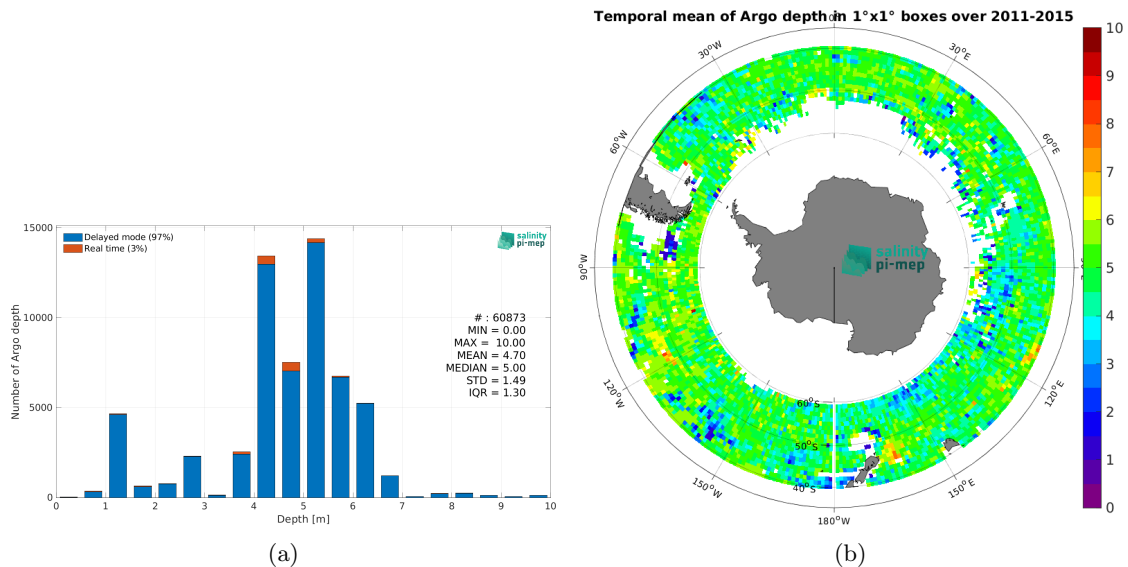 Delayed mode (97%)
Real time (3%)
salinity
pi-mep
# : 60873
MIN = 0.00
MAX = 10.00
MEAN = 4.70
MEDIAN = 5.00
STD = 1.49
IQR = 1.30
Number of Argo depth
15000
10000
5000
0
0 1 2 3 4 5 6 7 8 9 10
Depth [m]
(a)
Temporal mean of Argo depth in 1°x1° boxes over 2011-2015
30°W
30°E
60°W
60°E
90°W
120°W
120°E
150°W
150°E
180°W
60°S
50°S
40°S
salinity
pi-mep
10
9
8
7
6
5
4
3
2
1
0
(b)